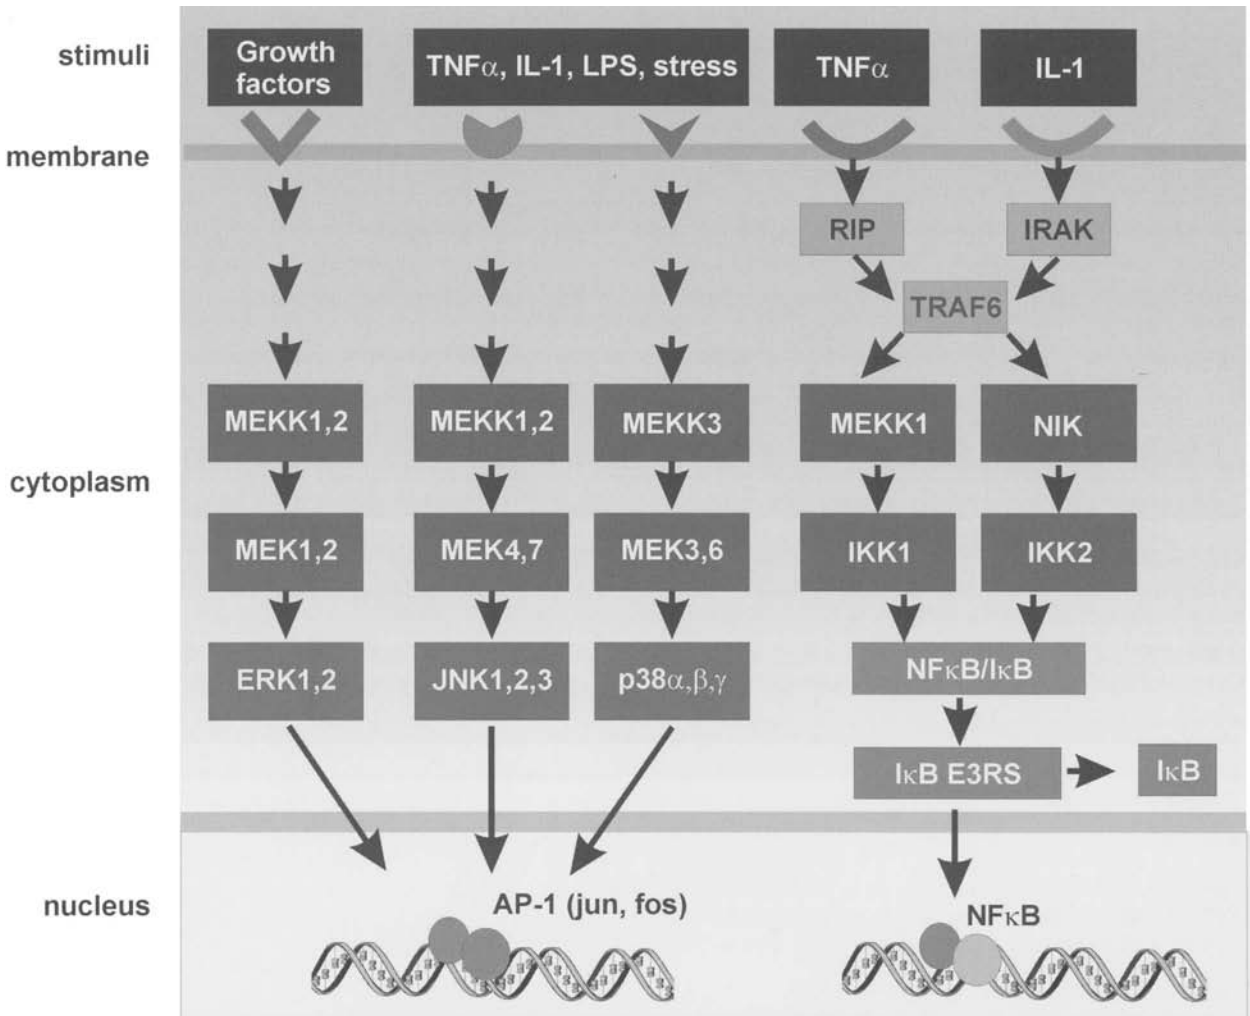 stimuli
Growth
factors
TNFα, IL-1, LPS, stress
TNFα
IL-1
membrane
RIP
IRAK
TRAF6
MEKK1,2
MEKK1,2
MEKK3
MEKK1
NIK
cytoplasm
MEK1,2
MEK4,7
MEK3,6
IKK1
IKK2
ERK1,2
JNK1,2,3
p38α,β,γ
NFκB/IκB
IκB E3RS
IκB
nucleus
AP-1 (jun, fos)
NFκB